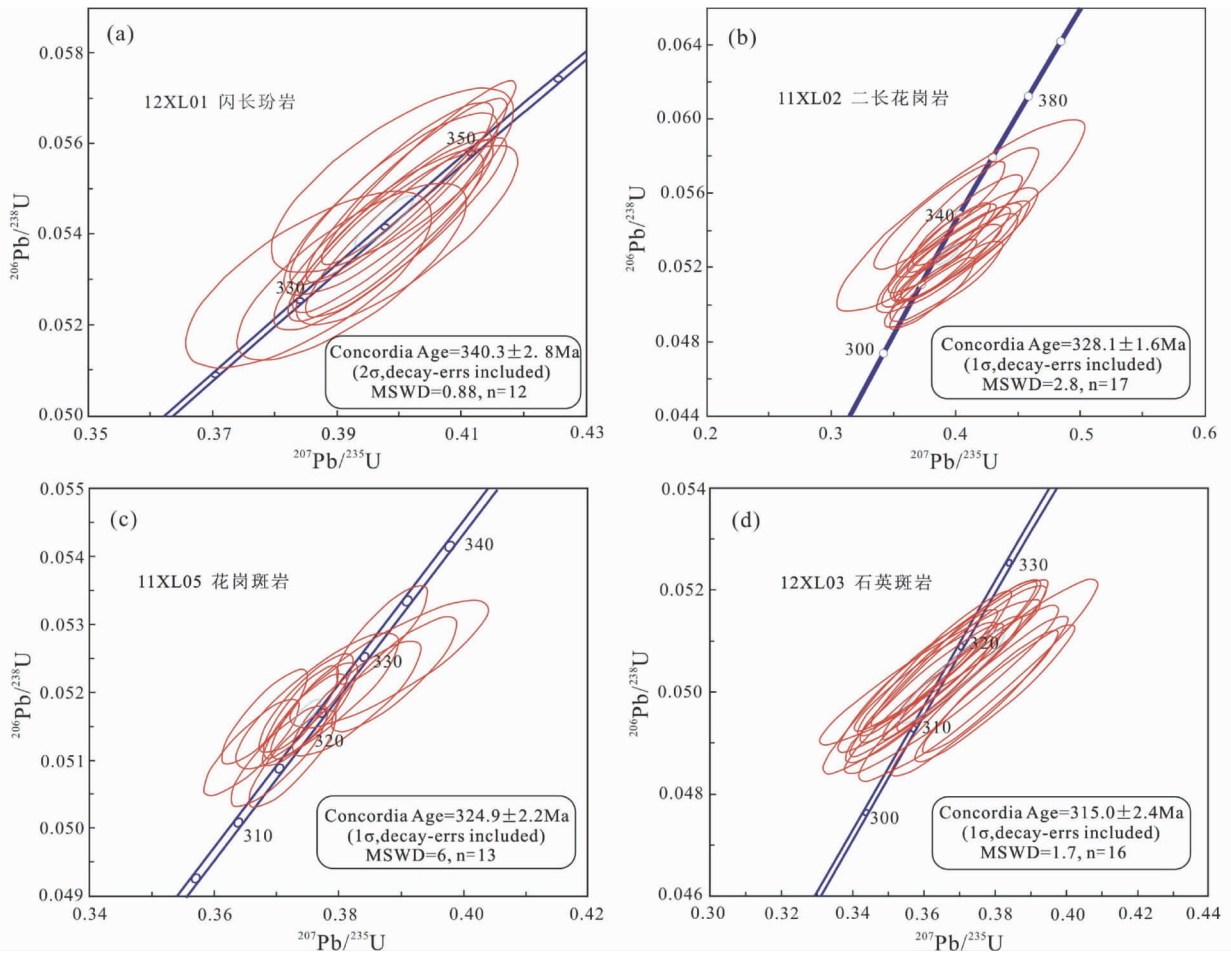 (a)
12XL01 闪长玢岩
0.058
0.056
0.054
0.052
0.050
350
330
Concordia Age=340.3±2.8Ma
(2σ,decay-errs included)
MSWD=0.88, n=12
0.35
0.37
0.39
0.41
0.43
²⁰⁷Pb/²³⁵U
²⁰⁶Pb/²³⁸U
(b)
11XL02 二长花岗岩
0.064
0.060
0.056
0.052
0.048
0.044
380
340
300
Concordia Age=328.1±1.6Ma
(1σ,decay-errs included)
MSWD=2.8, n=17
0.2
0.3
0.4
0.5
0.6
²⁰⁷Pb/²³⁵U
²⁰⁶Pb/²³⁸U
(c)
11XL05 花岗斑岩
0.055
0.054
0.053
0.052
0.051
0.050
0.049
340
330
320
310
Concordia Age=324.9±2.2Ma
(1σ,decay-errs included)
MSWD=6, n=13
0.34
0.36
0.38
0.40
0.42
²⁰⁷Pb/²³⁵U
²⁰⁶Pb/²³⁸U
(d)
12XL03 石英斑岩
0.054
0.052
0.050
0.048
0.046
330
320
310
300
Concordia Age=315.0±2.4Ma
(1σ,decay-errs included)
MSWD=1.7, n=16
0.30
0.32
0.34
0.36
0.38
0.40
0.42
0.44
²⁰⁷Pb/²³⁵U
²⁰⁶Pb/²³⁸U